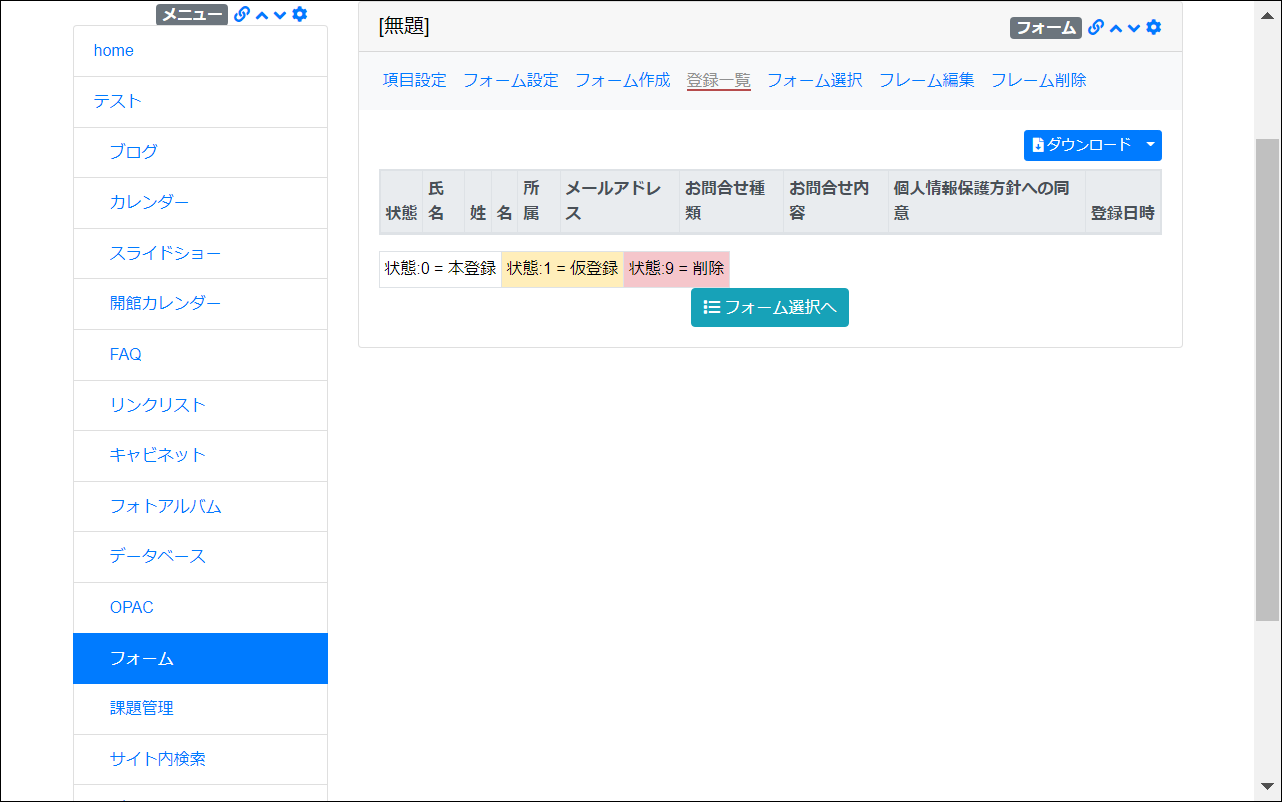 メニュー
home
テスト
ブログ
カレンダー
スライドショー
開館カレンダー
FAQ
リンクリスト
キャビネット
フォトアルバム
データベース
OPAC
フォーム
課題管理
サイト内検索
[無題]
フォーム
項目設定 フォーム設定 フォーム作成 登録一覧 フォーム選択 フレーム編集 フレーム削除
ダウンロード
状態 氏名 姓 名 所属 メールアドレス お問合せ種類 お問合せ内容 個人情報保護方針への同意 登録日時
状態:0 = 本登録 状態:1 = 仮登録 状態:9 = 削除
フォーム選択へ